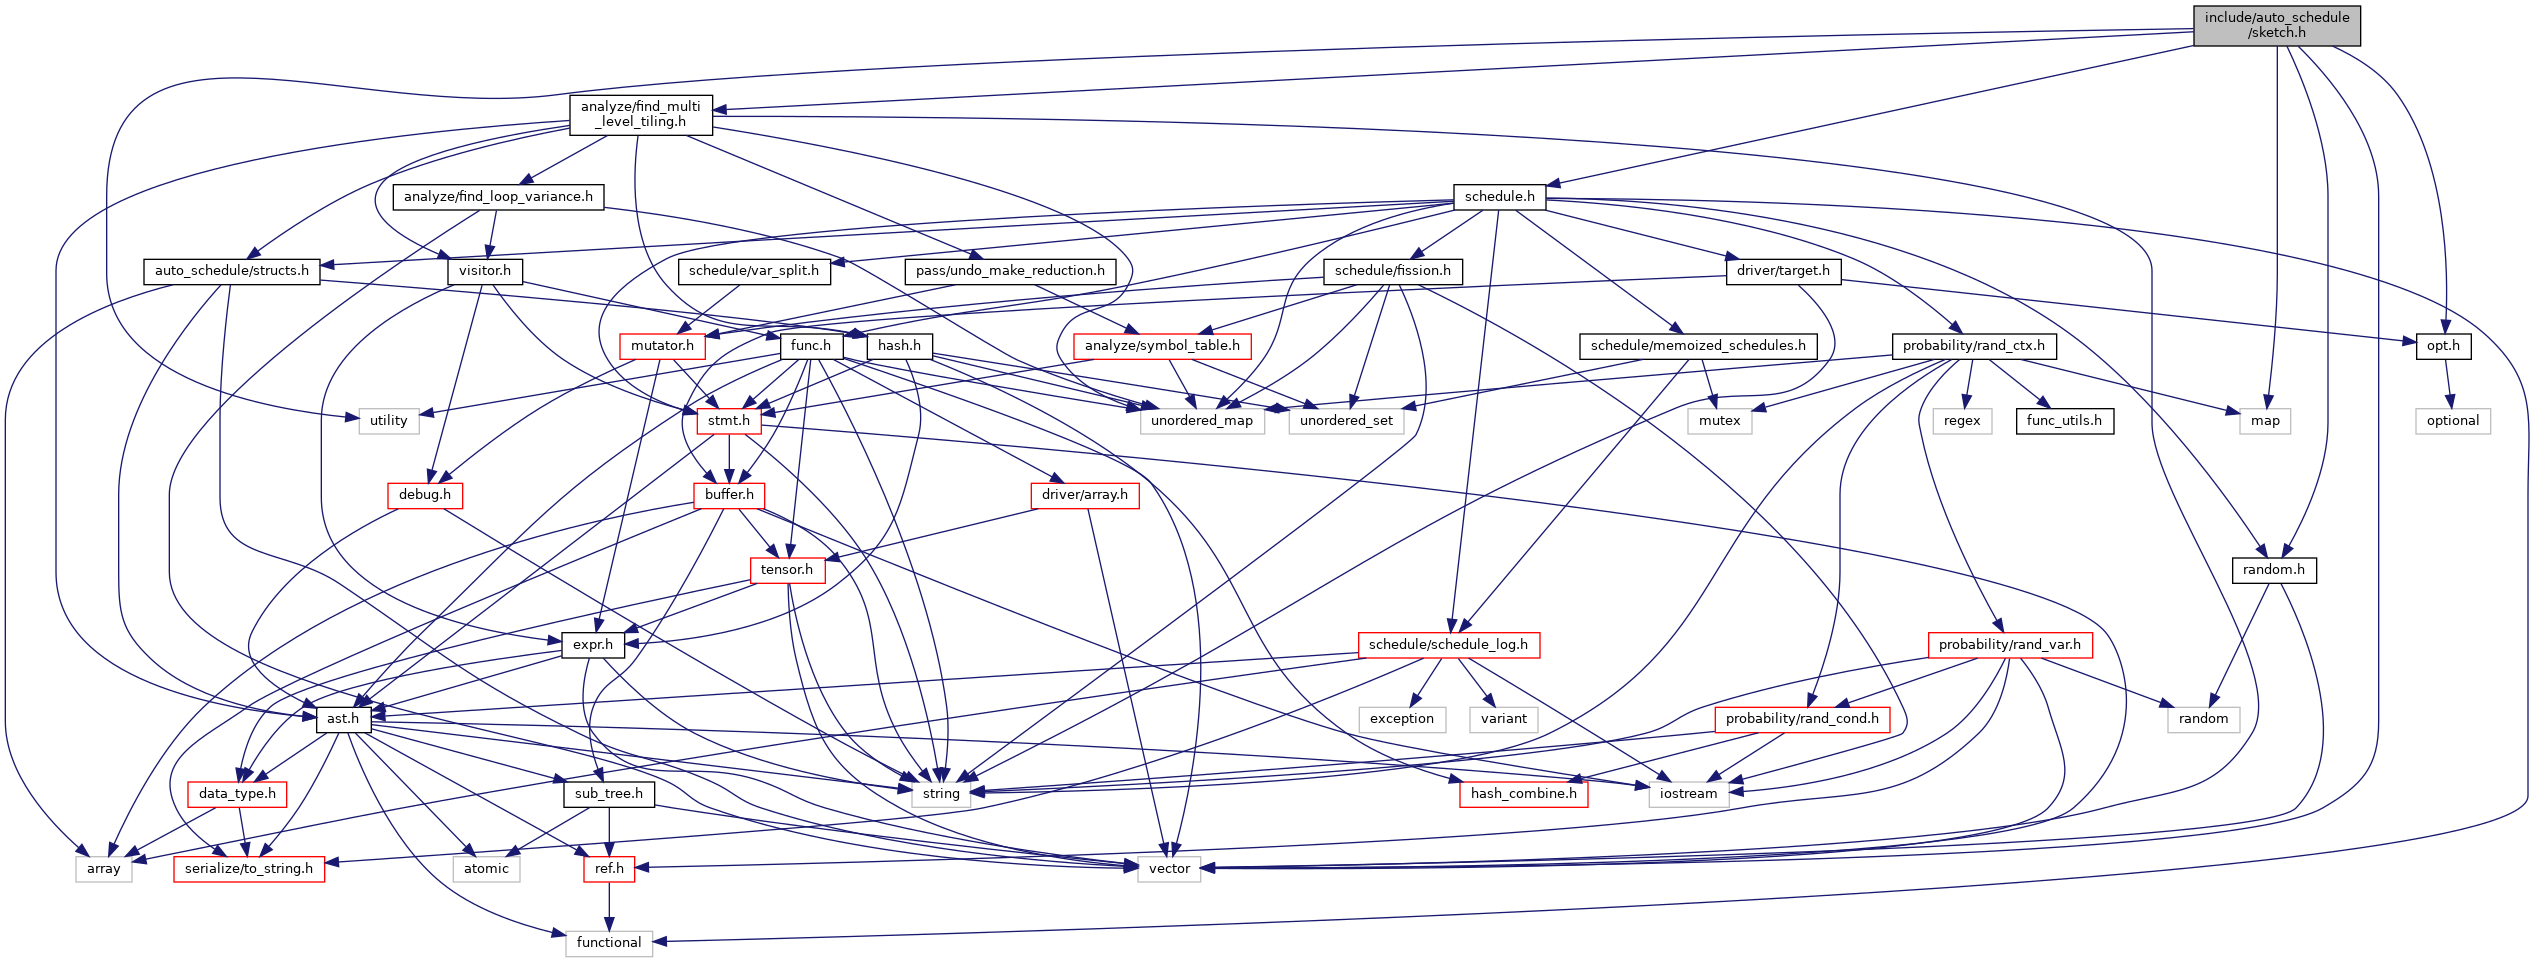 include/auto_schedule
/sketch.h
analyze/find_multi
_level_tiling.h
analyze/find_loop_variance.h
schedule.h
auto_schedule/structs.h
visitor.h
schedule/var_split.h
pass/undo_make_reduction.h
schedule/fission.h
driver/target.h
mutator.h
func.h
hash.h
analyze/symbol_table.h
schedule/memoized_schedules.h
probability/rand_ctx.h
opt.h
utility
stmt.h
unordered_map
unordered_set
mutex
regex
func_utils.h
map
optional
debug.h
buffer.h
driver/array.h
tensor.h
random.h
expr.h
schedule/schedule_log.h
probability/rand_var.h
ast.h
exception
variant
probability/rand_cond.h
random
data_type.h
sub_tree.h
string
hash_combine.h
iostream
array
serialize/to_string.h
atomic
ref.h
vector
functional